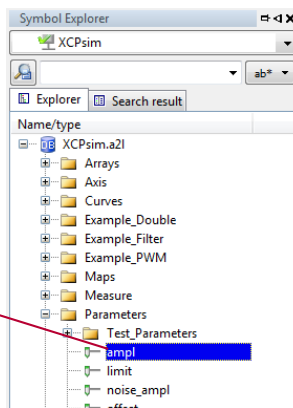 Symbol Explorer
XCPsim
ab*
Explorer Search result
Name/type
XCPsim.a2l
Arrays
Axis
Curves
Example_Double
Example_Filter
Example_PWM
Maps
Measure
Parameters
Test_Parameters
ampl
limit
noise_ampl